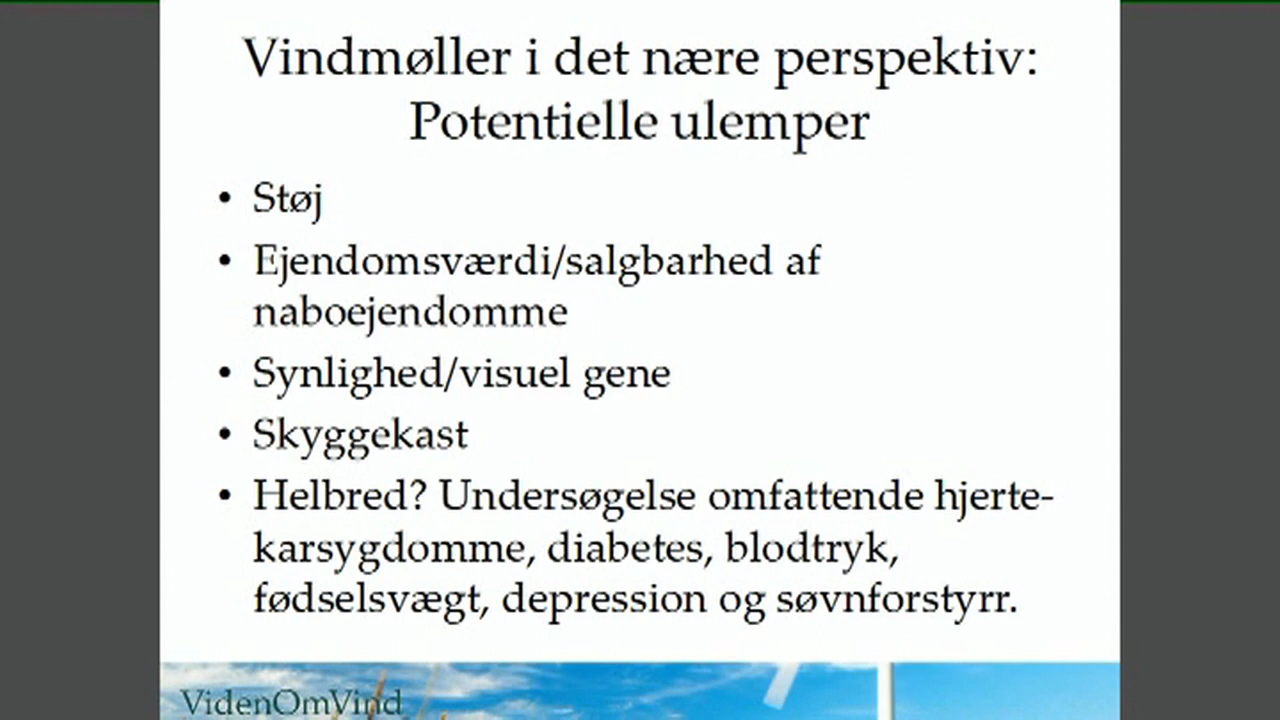 Vindmøller i det nære perspektiv:
Potentielle ulemper
• Støj
• Ejendomsværdi/salgbarhed af
naboejendomme
• Synlighed/visuel gene
• Skyggekast
• Helbred? Undersøgelse omfattende hjerte-
karsygdomme, diabetes, blodtryk,
fødselsvægt, depression og søvnforstyrr.
VidenOmVind